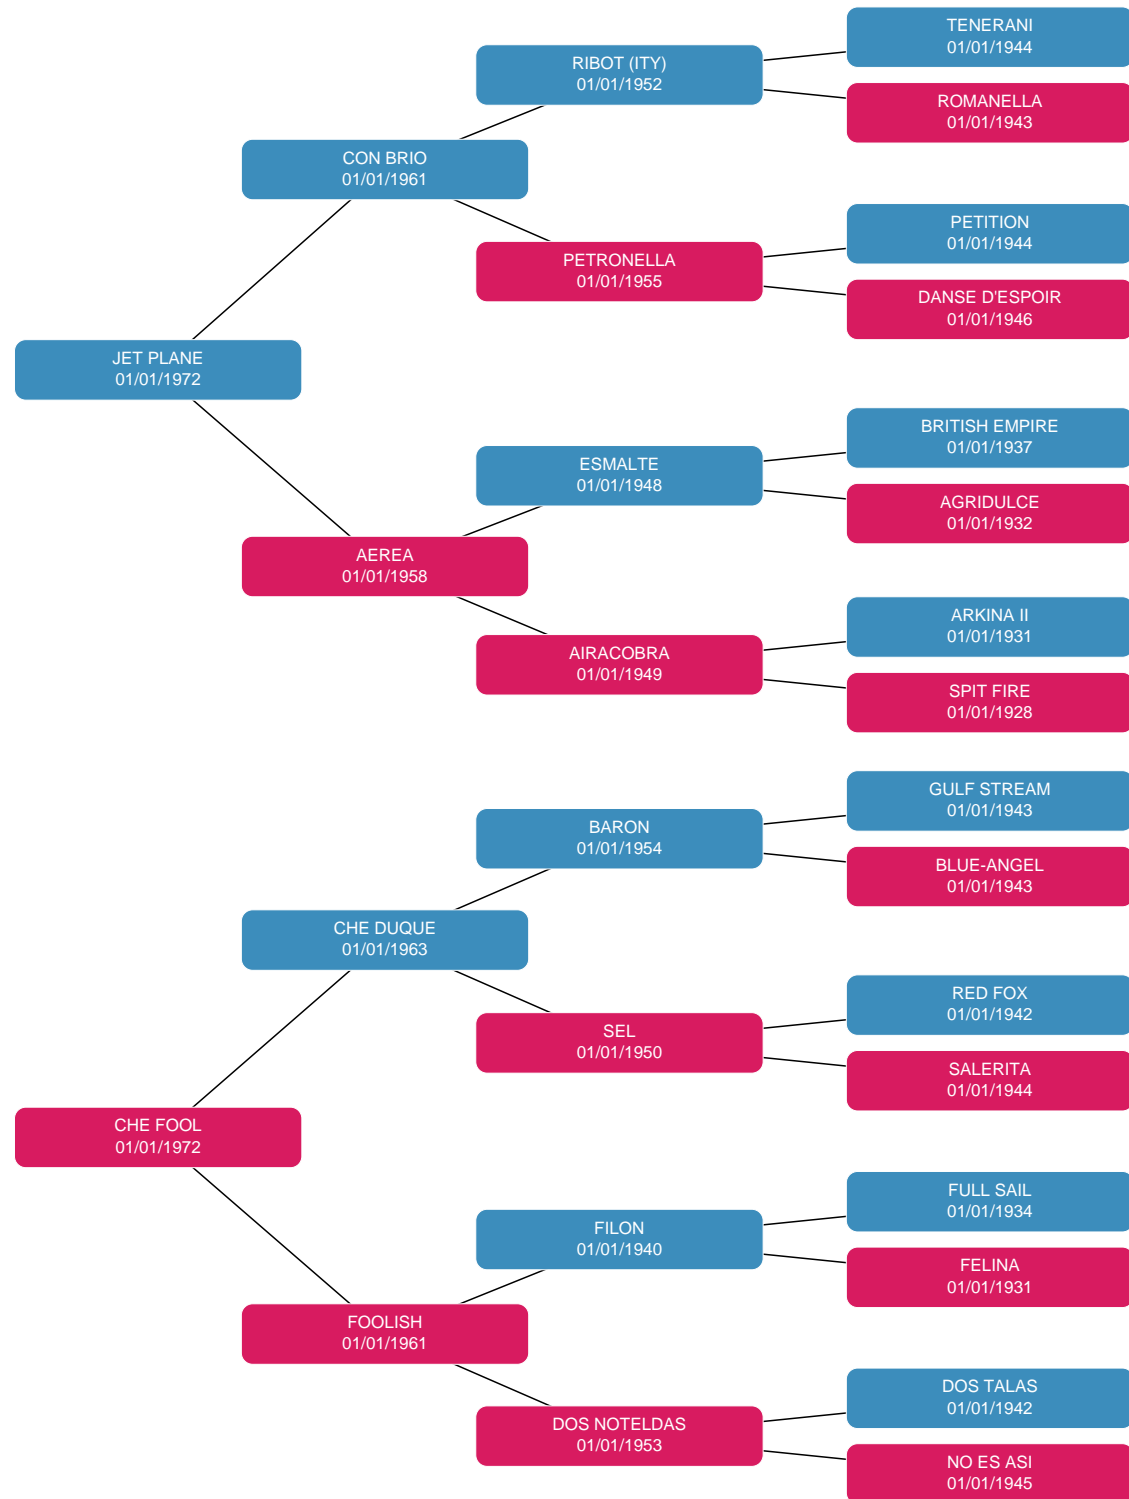 TENERANI
01/01/1944
RIBOT (ITY)
01/01/1952
ROMANELLA
01/01/1943
CON BRIO
01/01/1961
PETITION
01/01/1944
PETRONELLA
01/01/1955
DANSE D'ESPOIR
01/01/1946
JET PLANE
01/01/1972
BRITISH EMPIRE
01/01/1937
ESMALTE
01/01/1948
AGRIDULCE
01/01/1932
AEREA
01/01/1958
ARKINA II
01/01/1931
AIRACOBRA
01/01/1949
SPIT FIRE
01/01/1928
GULF STREAM
01/01/1943
BARON
01/01/1954
BLUE-ANGEL
01/01/1943
CHE DUQUE
01/01/1963
RED FOX
01/01/1942
SEL
01/01/1950
SALERITA
01/01/1944
CHE FOOL
01/01/1972
FULL SAIL
01/01/1934
FILON
01/01/1940
FELINA
01/01/1931
FOOLISH
01/01/1961
DOS TALAS
01/01/1942
DOS NOTELDAS
01/01/1953
NO ES ASI
01/01/1945